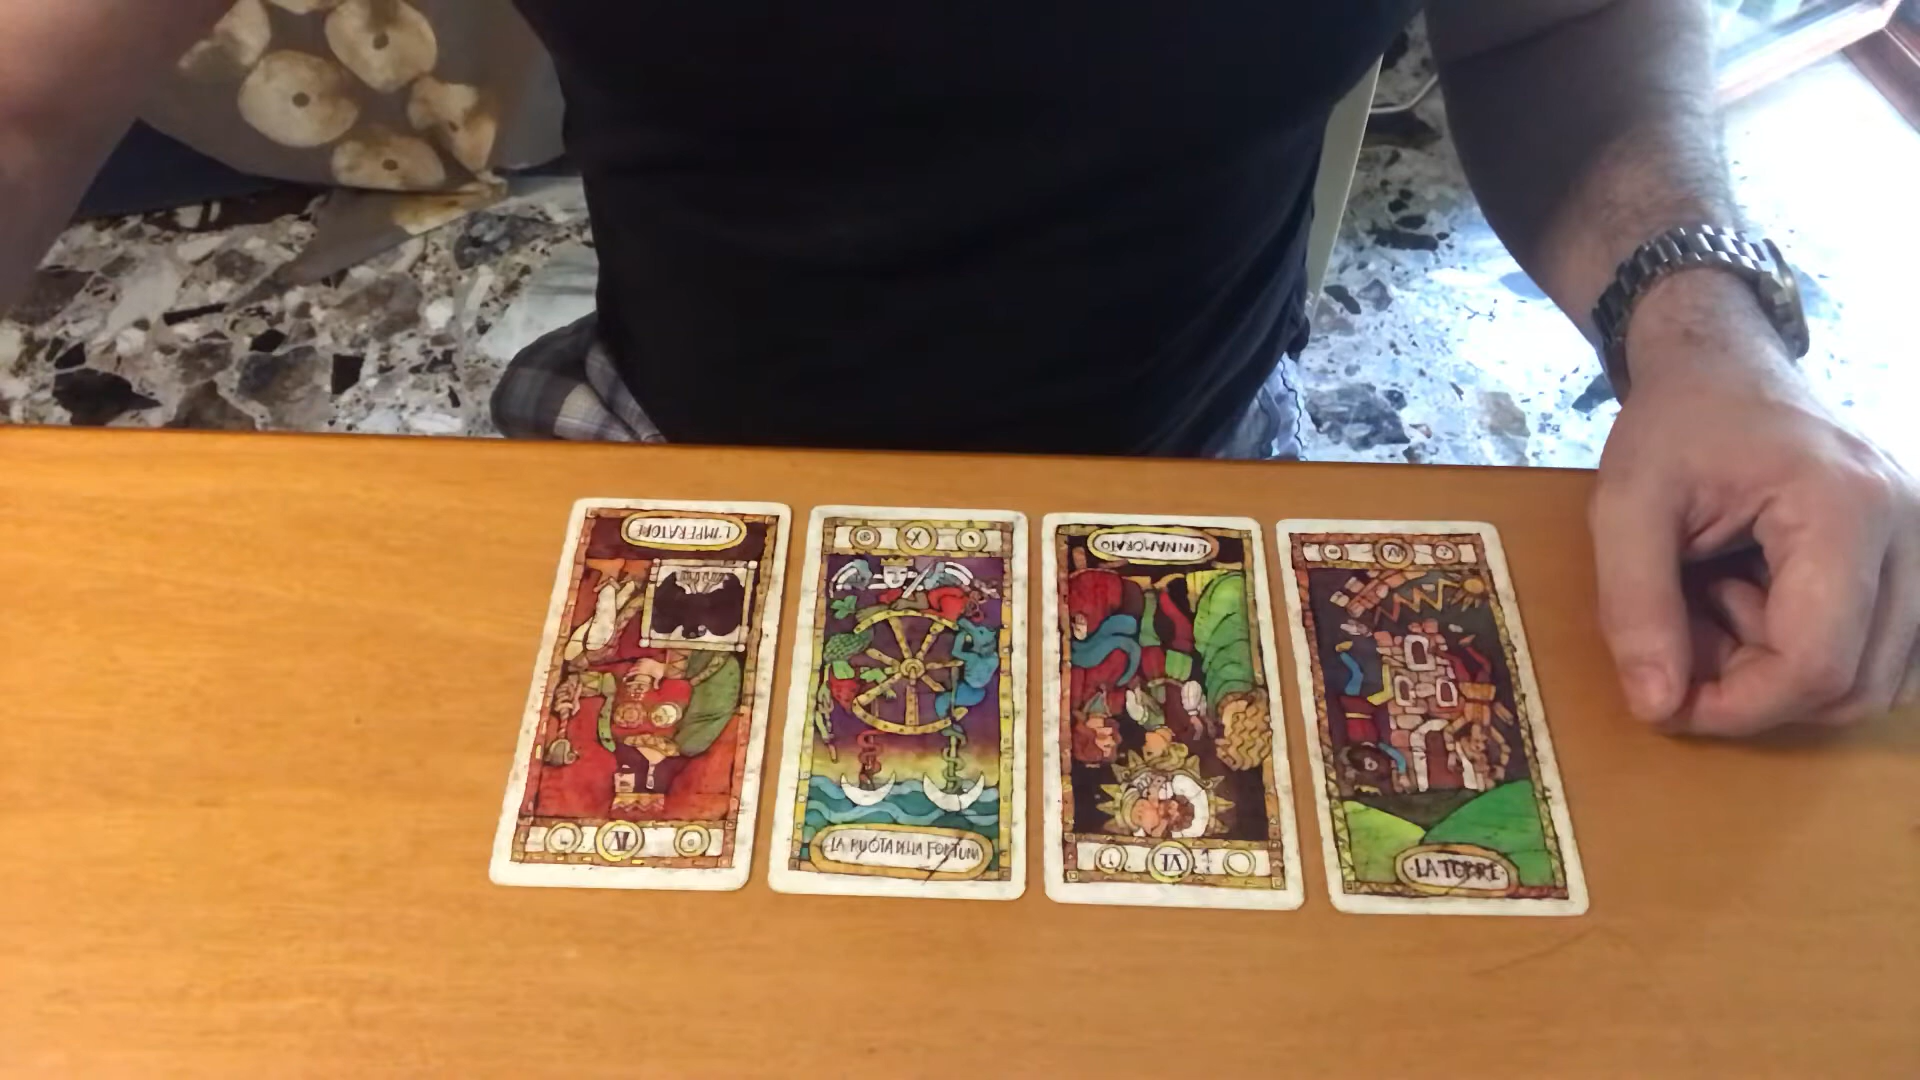 L'IMPERATORE
IV
X
LA RUOTA DELLA FORTUNA
L'INNAMORATO
VI
XVI
LA TORRE